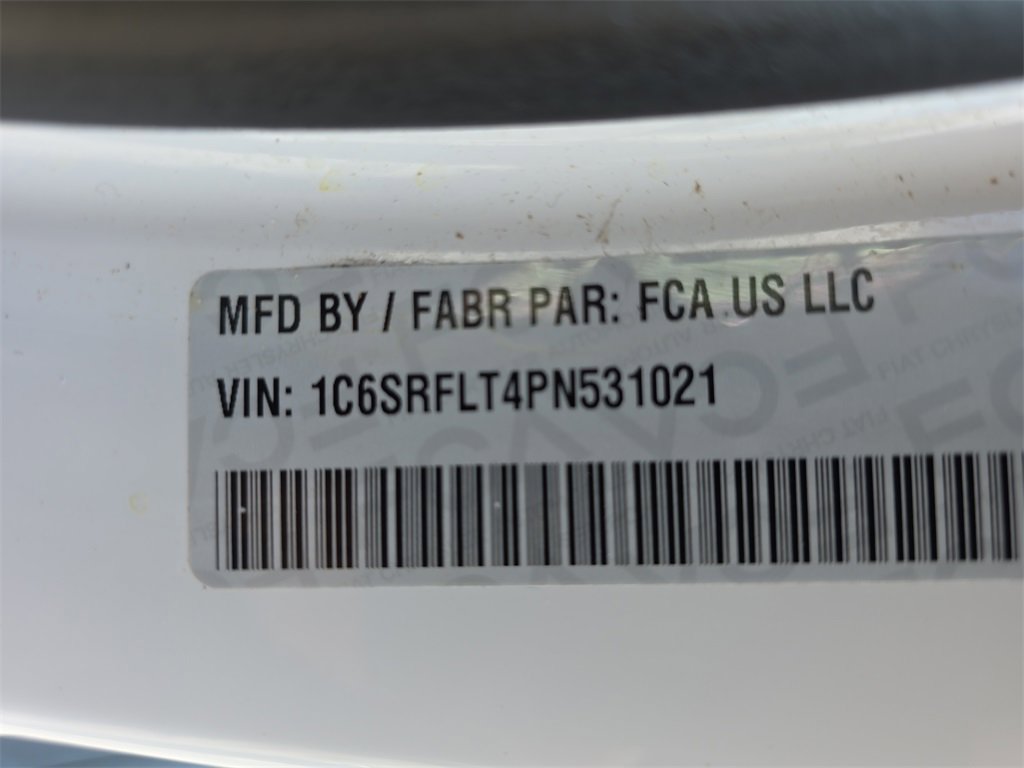 MFD BY / FABR PAR: FCA US LLC
VIN: 1C6SRFLT4PN531021